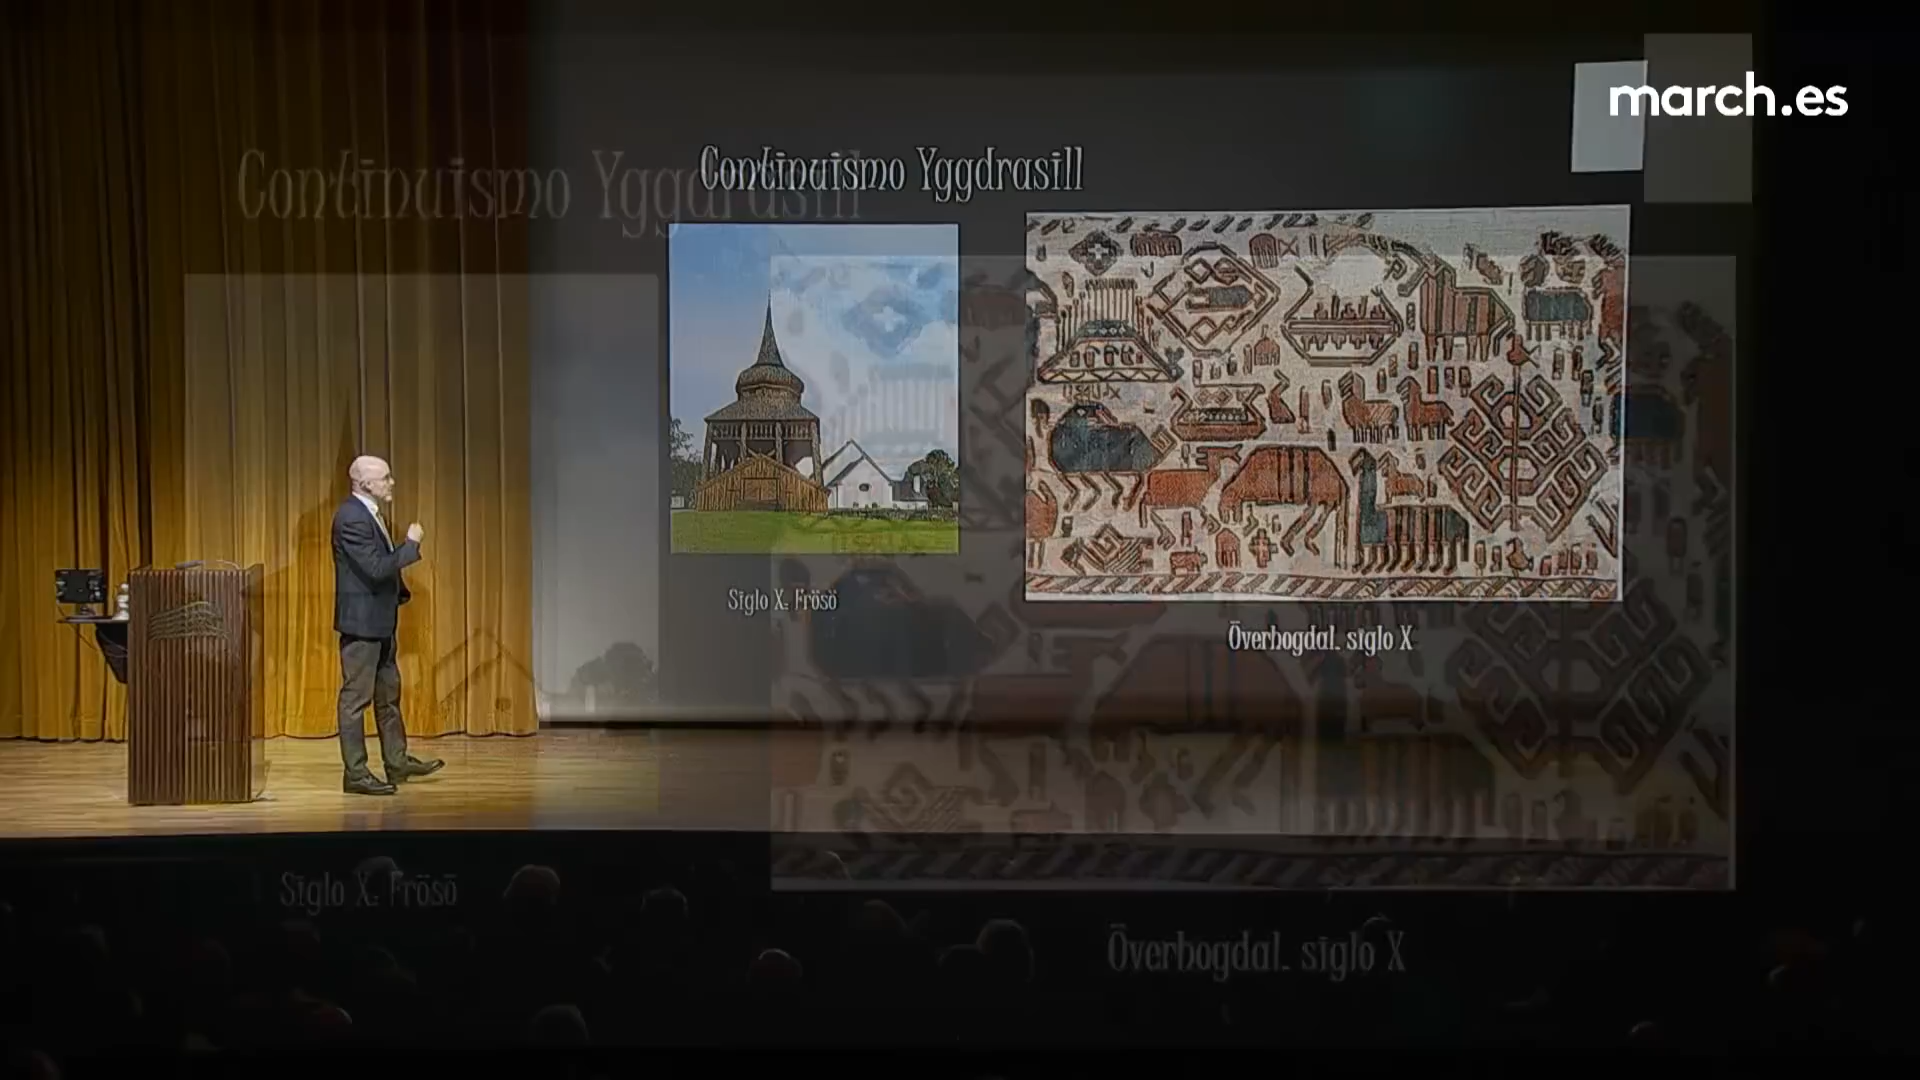 march.es
Continuismo Yggdrasill
Continuismo Yggdrasill
Siglo X: Frösö
Överhogdal. siglo X
Siglo X: Frösö
Överhogdal. siglo X